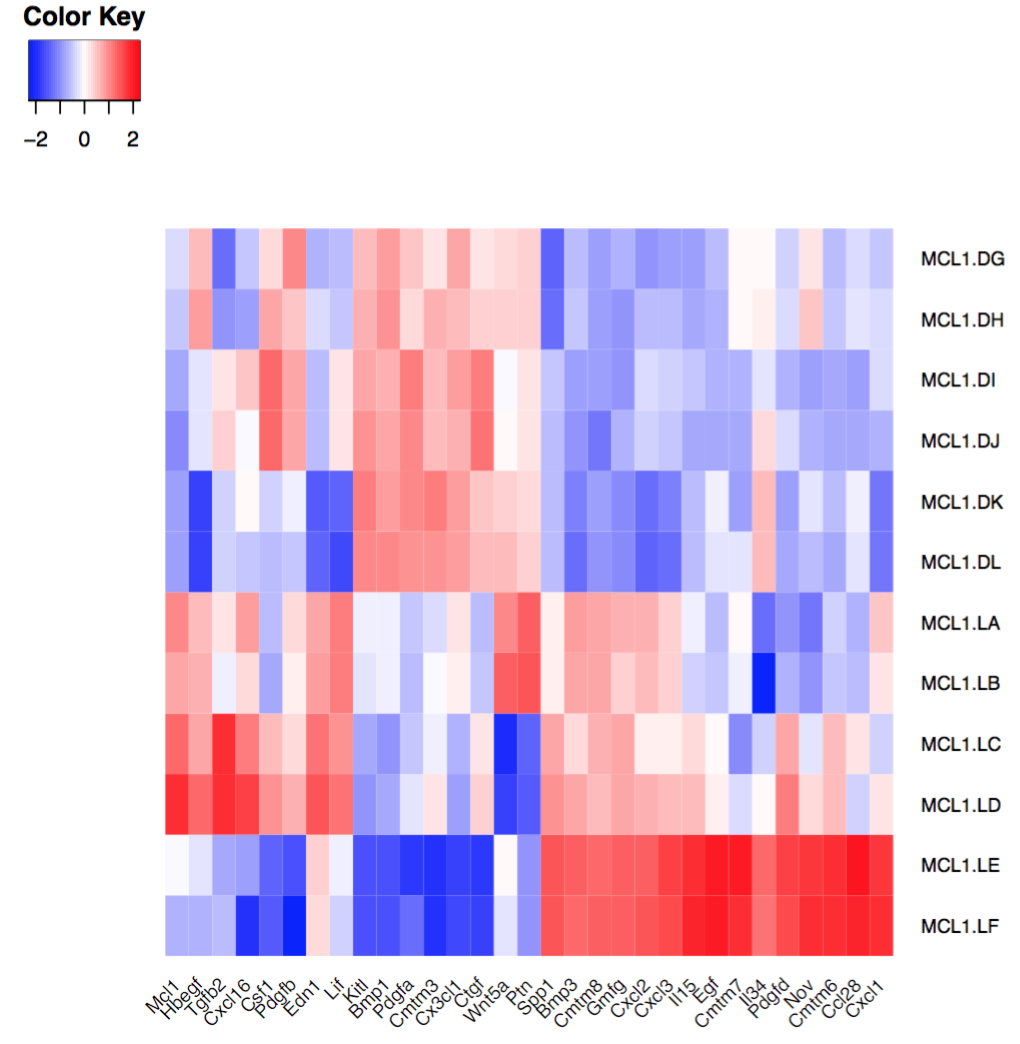 Color Key
−2 0 2
MCL1.DG
MCL1.DH
MCL1.DI
MCL1.DJ
MCL1.DK
MCL1.DL
MCL1.LA
MCL1.LB
MCL1.LC
MCL1.LD
MCL1.LE
MCL1.LF
Mcl1
Hbegf
Tgfb2
Cxcl16
Csf1
Pdgfb
Edn1
Lif
Kitl
Bmp1
Pdgfa
Cmtm3
Cx3cl1
Ctgf
Wnt5a
Ptn
Spp1
Bmp3
Cmtm8
Gmfg
Cxcl2
Cxcl3
Il15
Egf
Cmtm7
Il34
Pdgfd
Nov
Cmtm6
Ccl28
Cxcl1